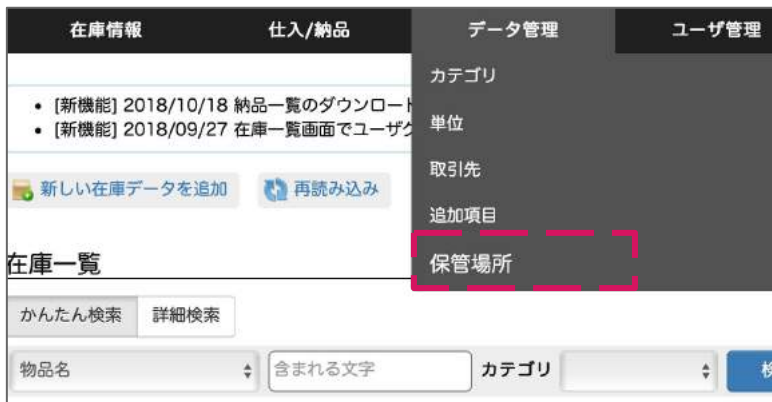 在庫情報 仕入/納品 データ管理 ユーザ管理
カテゴリ
• [新機能] 2018/10/18 納品一覧のダウンロード
• [新機能] 2018/09/27 在庫一覧画面でユーザグ
単位
取引先
新しい在庫データを追加 再読み込み
追加項目
保管場所
在庫一覧
かんたん検索 詳細検索
物品名 含まれる文字 カテゴリ 検